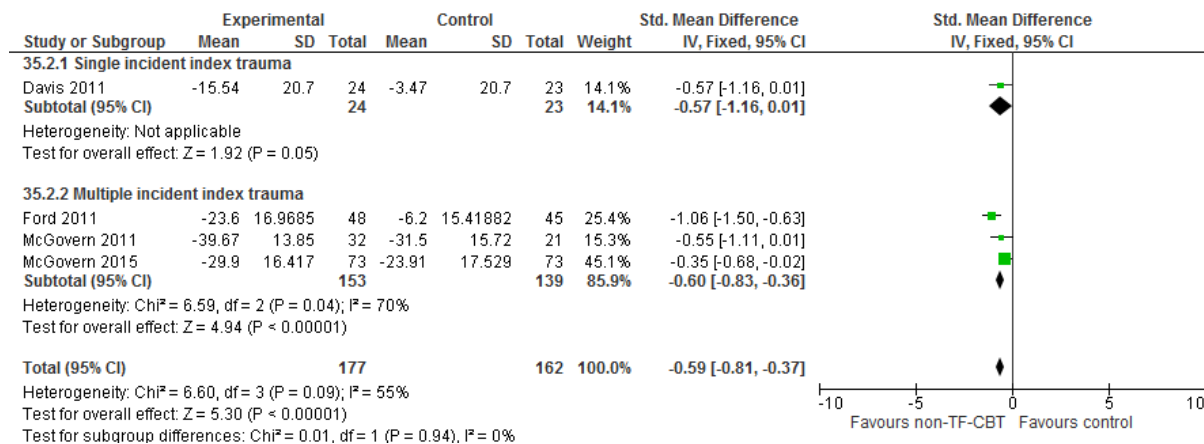 Experimental Control Std. Mean Difference Std. Mean Difference
Study or Subgroup Mean SD Total Mean SD Total Weight IV, Fixed, 95% CI IV, Fixed, 95% CI
35.2.1 Single incident index trauma
Davis 2011 -15.54 20.7 24 -3.47 20.7 23 14.1% -0.57 [-1.16, 0.01]
Subtotal (95% CI) 24 23 14.1% -0.57 [-1.16, 0.01]
Heterogeneity: Not applicable
Test for overall effect: Z = 1.92 (P = 0.05)
35.2.2 Multiple incident index trauma
Ford 2011 -23.6 16.9685 48 -6.2 15.41882 45 25.4% -1.06 [-1.50, -0.63]
McGovern 2011 -39.67 13.85 32 -31.5 15.72 21 15.3% -0.55 [-1.11, 0.01]
McGovern 2015 -29.9 16.417 73 -23.91 17.529 73 45.1% -0.35 [-0.68, -0.02]
Subtotal (95% CI) 153 139 85.9% -0.60 [-0.83, -0.36]
Heterogeneity: Chi² = 6.59, df = 2 (P = 0.04); I² = 70%
Test for overall effect: Z = 4.94 (P < 0.00001)
Total (95% CI) 177 162 100.0% -0.59 [-0.81, -0.37]
Heterogeneity: Chi² = 6.60, df = 3 (P = 0.09); I² = 55%
Test for overall effect: Z = 5.30 (P < 0.00001)
Test for subgroup differences: Chi² = 0.01, df = 1 (P = 0.94), I² = 0%
-10 -5 0 5 10
Favours non-TF-CBT Favours control